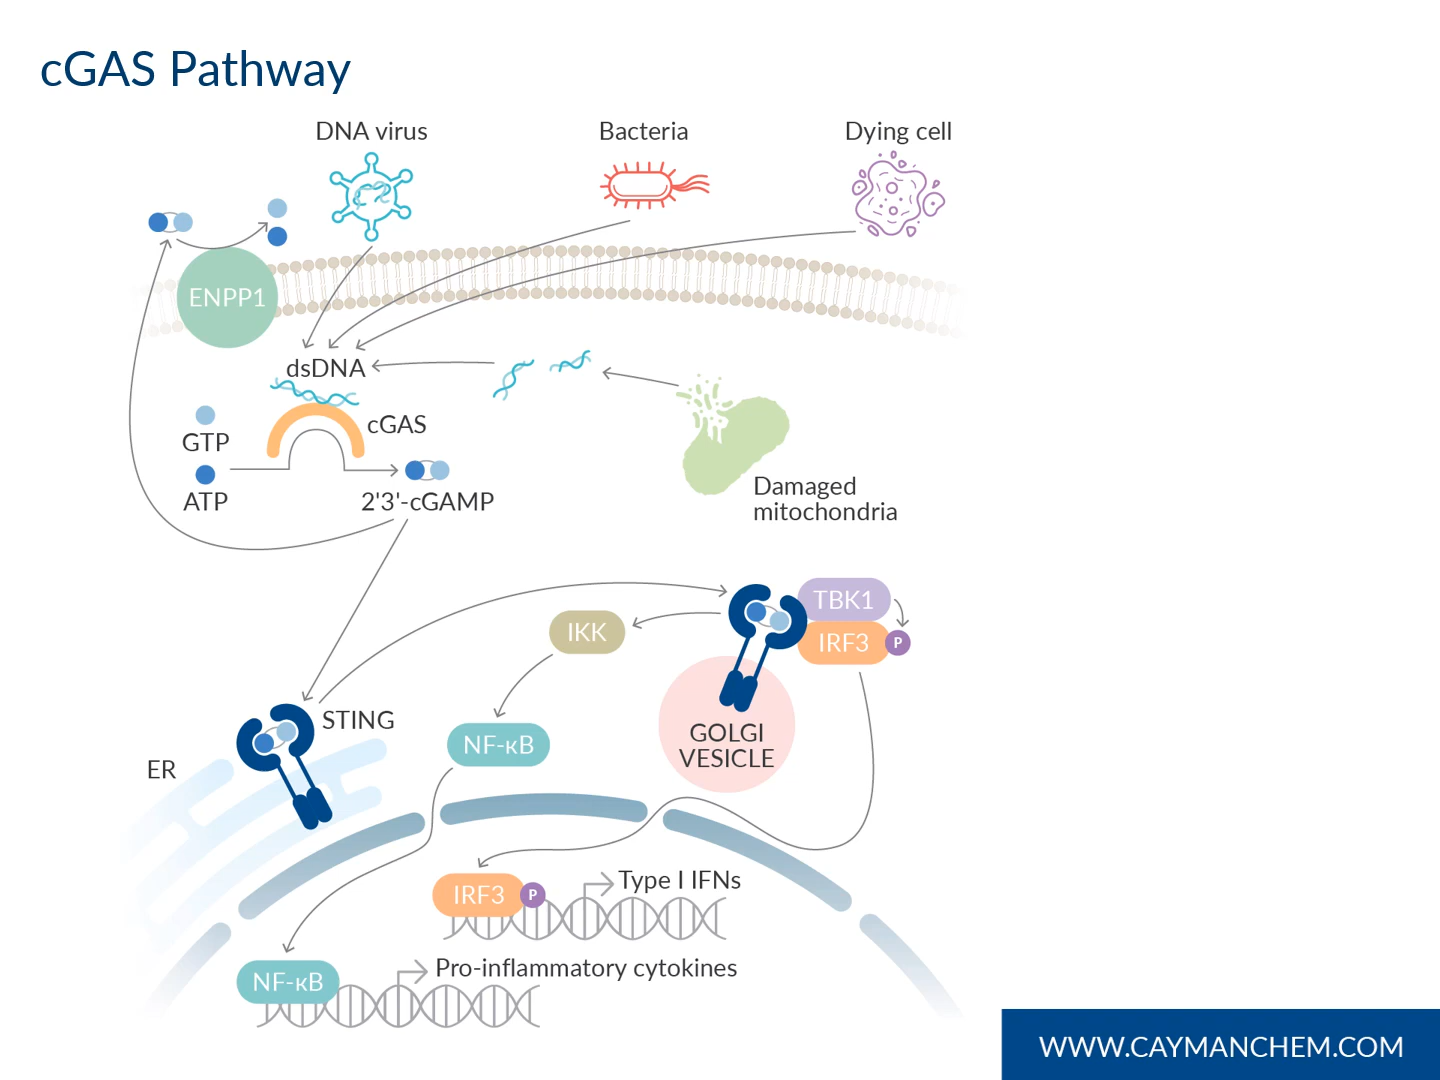 cGAS Pathway
DNA virus
Bacteria
Dying cell
ENPP1
dsDNA
cGAS
GTP
ATP
2'3'-cGAMP
Damaged
mitochondria
TBK1
IKK
IRF3
P
STING
NF-κB
GOLGI
VESICLE
ER
Type I IFNs
IRF3
P
Pro-inflammatory cytokines
NF-κB
WWW.CAYMANCHEM.COM